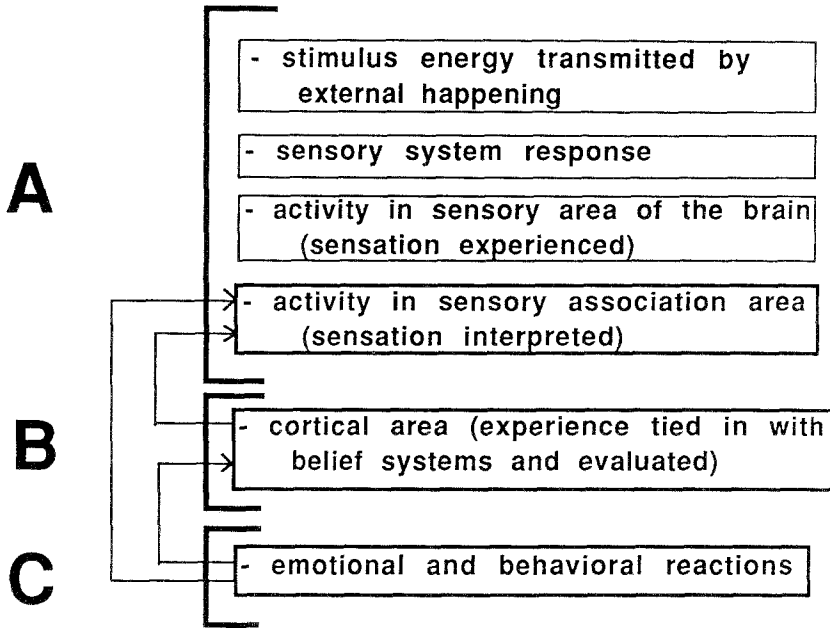 A
- stimulus energy transmitted by
external happening
- sensory system response
- activity in sensory area of the brain
(sensation experienced)
- activity in sensory association area
(sensation interpreted)
B
- cortical area (experience tied in with
belief systems and evaluated)
C
- emotional and behavioral reactions